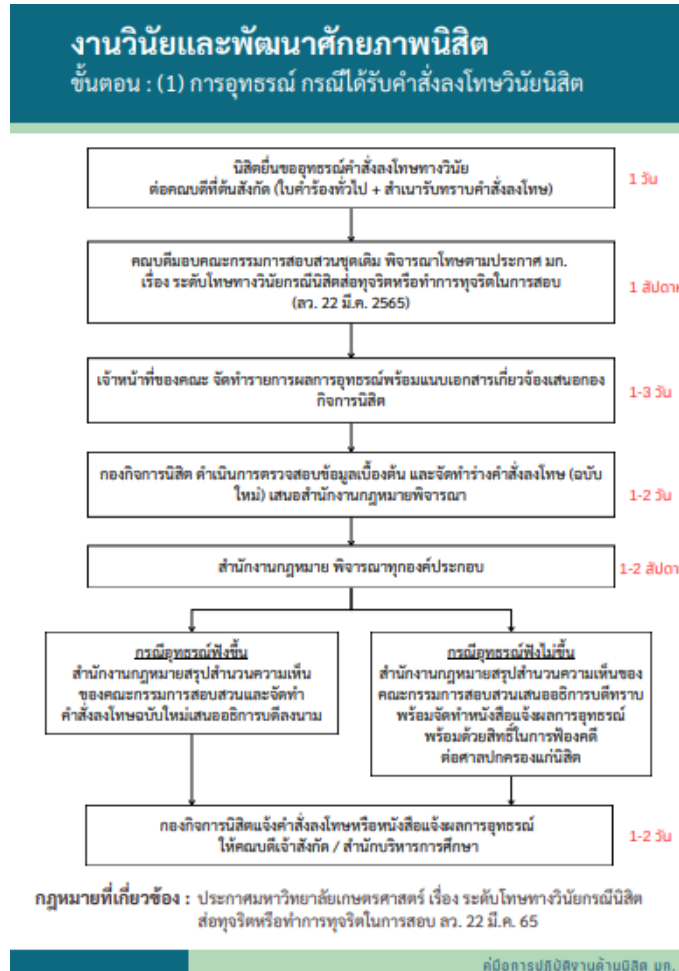 งานวินัยและพัฒนาศักยภาพนิสิต
ขั้นตอน : (1) การอุทธรณ์ กรณีได้รับคำสั่งลงโทษวินัยนิสิต
นิสิตยื่นขออุทธรณ์คำสั่งลงโทษทางวินัย
ต่อคณบดีที่ต้นสังกัด (ใบคำร้องทั่วไป + สำเนารับทราบคำสั่งลงโทษ)
1 วัน
คณบดีมอบคณะกรรมการสอบสวนชุดเดิม พิจารณาโทษตามประกาศ มก.
เรื่อง ระดับโทษทางวินัยกรณีนิสิตส่อทุจริตหรือทำการทุจริตในการสอบ
(ลว. 22 มี.ค. 2565)
1 สัปดาห
เจ้าหน้าที่ของคณะ จัดทำรายการผลการอุทธรณ์พร้อมแนบเอกสารเกี่ยวจ้องเสนอกอง
กิจการนิสิต
1-3 วัน
กองกิจการนิสิต ดำเนินการตรวจสอบข้อมูลเบื้องต้น และจัดทำร่างคำสั่งลงโทษ (ฉบับ
ใหม่) เสนอสำนักงานกฎหมายพิจารณา
1-2 วัน
สำนักงานกฎหมาย พิจารณาทุกองค์ประกอบ
1-2 สัปดา
กรณีอุทธรณ์ฟังขึ้น
สำนักงานกฎหมายสรุปสำนวนความเห็น
ของคณะกรรมการสอบสวนและจัดทำ
คำสั่งลงโทษฉบับใหม่เสนออธิการบดีลงนาม
กรณีอุทธรณ์ฟังไม่ขึ้น
สำนักงานกฎหมายสรุปสำนวนความเห็นของ
คณะกรรมการสอบสวนเสนออธิการบดีทราบ
พร้อมจัดทำหนังสือแจ้งผลการอุทธรณ์
พร้อมด้วยสิทธิ์ในการฟ้องคดี
ต่อศาลปกครองแก่นิสิต
กองกิจการนิสิตแจ้งคำสั่งลงโทษหรือหนังสือแจ้งผลการอุทธรณ์
ให้คณบดีเจ้าสังกัด / สำนักบริหารการศึกษา
1-2 วัน
กฎหมายที่เกี่ยวข้อง : ประกาศมหาวิทยาลัยเกษตรศาสตร์ เรื่อง ระดับโทษทางวินัยกรณีนิสิต
ส่อทุจริตหรือทำการทุจริตในการสอบ ลว. 22 มี.ค. 65
คู่มือการปฏิบัติงานด้านนิสิต มก.